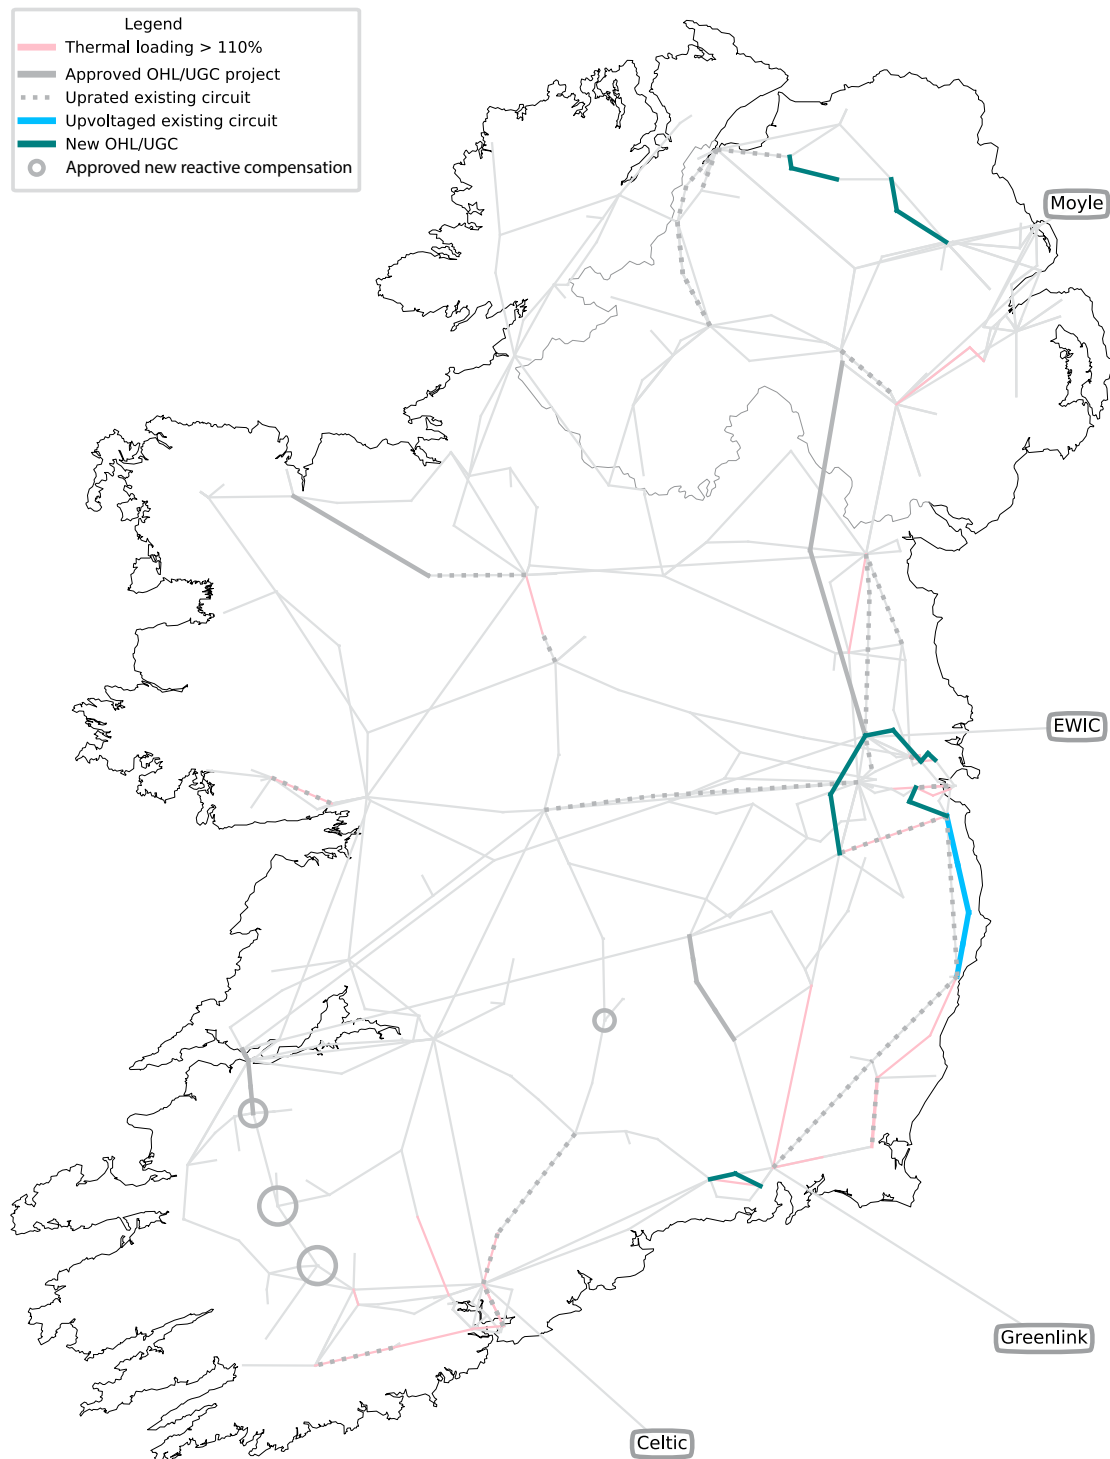 Legend
Thermal loading > 110%
Approved OHL/UGC project
Uprated existing circuit
Upvoltaged existing circuit
New OHL/UGC
Approved new reactive compensation
Moyle
EWIC
Greenlink
Celtic